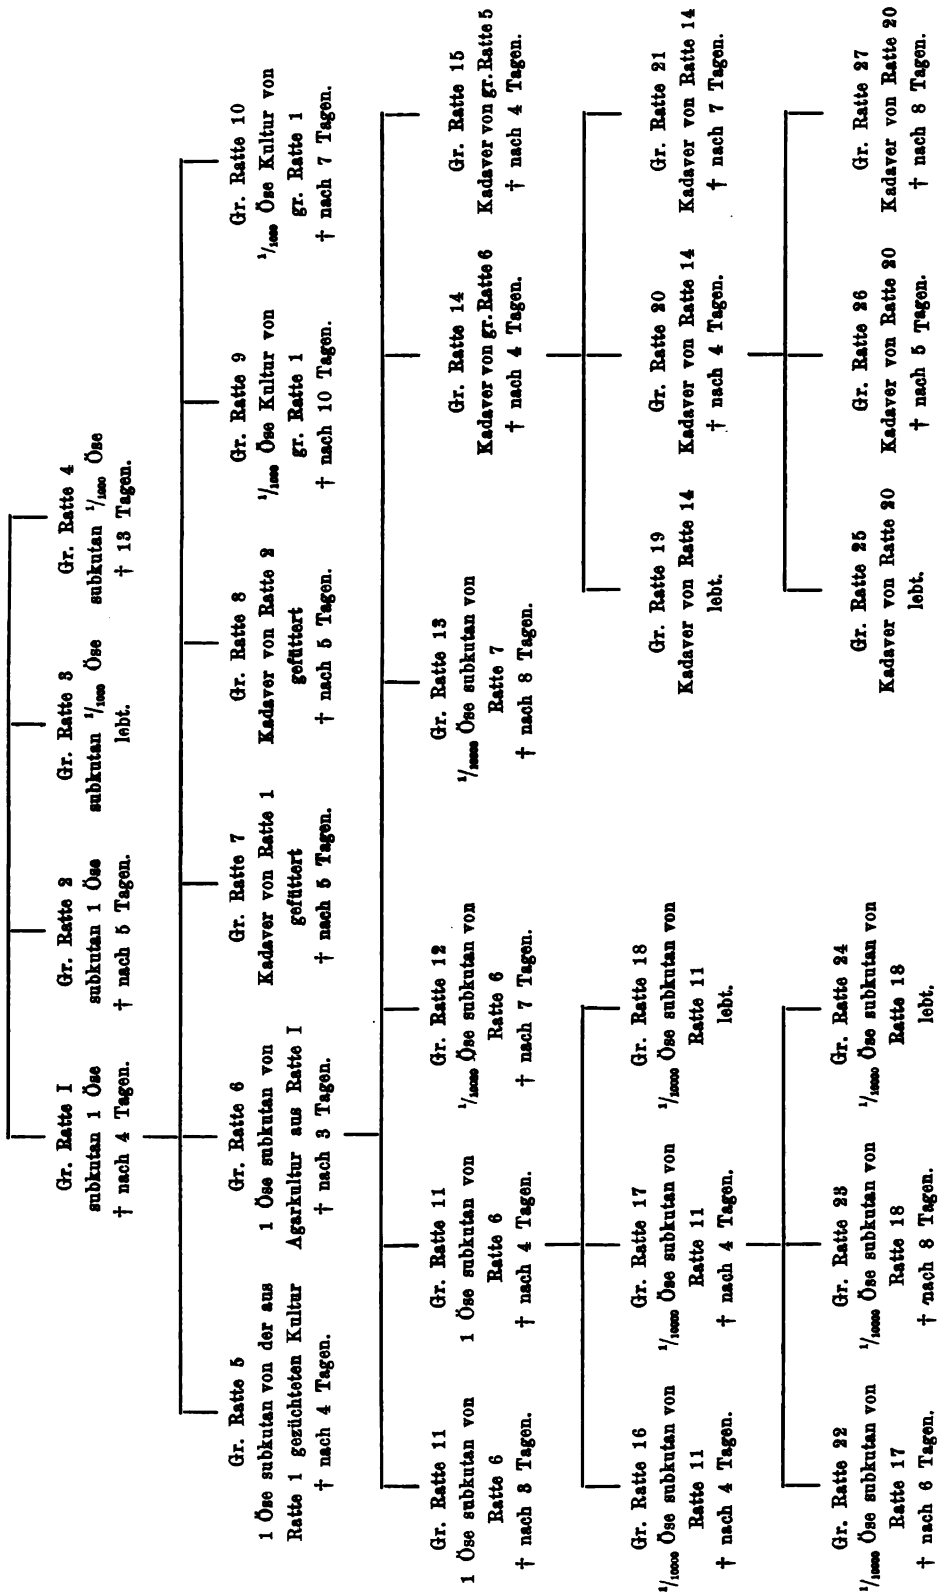 Gr. Ratte I
subkutan 1 Öse
† nach 4 Tagen.
Gr. Ratte 2
subkutan 1 Öse
† nach 5 Tagen.
Gr. Ratte 3
subkutan 1/1000 Öse
lebt.
Gr. Ratte 4
subkutan 1/1000 Öse
† 13 Tagen.
Gr. Ratte 5
1 Öse subkutan von der aus
Ratte 1 gezüchteten Kultur
† nach 4 Tagen.
Gr. Ratte 6
1 Öse subkutan von
Agarkultur aus Ratte I
† nach 3 Tagen.
Gr. Ratte 7
Kadaver von Ratte 1
gefüttert
† nach 5 Tagen.
Gr. Ratte 8
Kadaver von Ratte 2
gefüttert
† nach 5 Tagen.
Gr. Ratte 9
1/1000 Öse Kultur von
gr. Ratte 1
† nach 10 Tagen.
Gr. Ratte 10
1/1000 Öse Kultur von
gr. Ratte 1
† nach 7 Tagen.
Gr. Ratte 11
1 Öse subkutan von
Ratte 6
† nach 3 Tagen.
Gr. Ratte 11
1 Öse subkutan von
Ratte 6
† nach 4 Tagen.
Gr. Ratte 12
1/10000 Öse subkutan von
Ratte 6
† nach 7 Tagen.
Gr. Ratte 13
1/10000 Öse subkutan von
Ratte 7
† nach 8 Tagen.
Gr. Ratte 14
Kadaver von gr. Ratte 6
† nach 4 Tagen.
Gr. Ratte 15
Kadaver von gr. Ratte 5
† nach 4 Tagen.
Gr. Ratte 16
1/10000 Öse subkutan von
Ratte 11
† nach 4 Tagen.
Gr. Ratte 17
1/10000 Öse subkutan von
Ratte 11
† nach 4 Tagen.
Gr. Ratte 18
1/10000 Öse subkutan von
Ratte 11
lebt.
Gr. Ratte 19
Kadaver von Ratte 14
lebt.
Gr. Ratte 20
Kadaver von Ratte 14
† nach 4 Tagen.
Gr. Ratte 21
Kadaver von Ratte 14
† nach 7 Tagen.
Gr. Ratte 22
1/10000 Öse subkutan von
Ratte 17
† nach 6 Tagen.
Gr. Ratte 23
1/10000 Öse subkutan von
Ratte 18
† nach 8 Tagen.
Gr. Ratte 24
1/10000 Öse subkutan von
Ratte 18
lebt.
Gr. Ratte 25
Kadaver von Ratte 20
lebt.
Gr. Ratte 26
Kadaver von Ratte 20
† nach 5 Tagen.
Gr. Ratte 27
Kadaver von Ratte 20
† nach 8 Tagen.